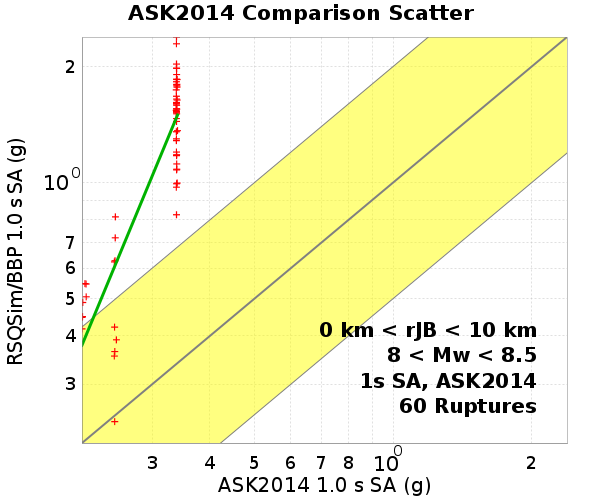 ASK2014 Comparison Scatter
RSQSim/BBP 1.0 s SA (g)
2
10⁰
7
6
5
4
3
0 km < rJB < 10 km
8 < Mw < 8.5
1s SA, ASK2014
60 Ruptures
3 4 5 6 7 8 10⁰ 2
ASK2014 1.0 s SA (g)